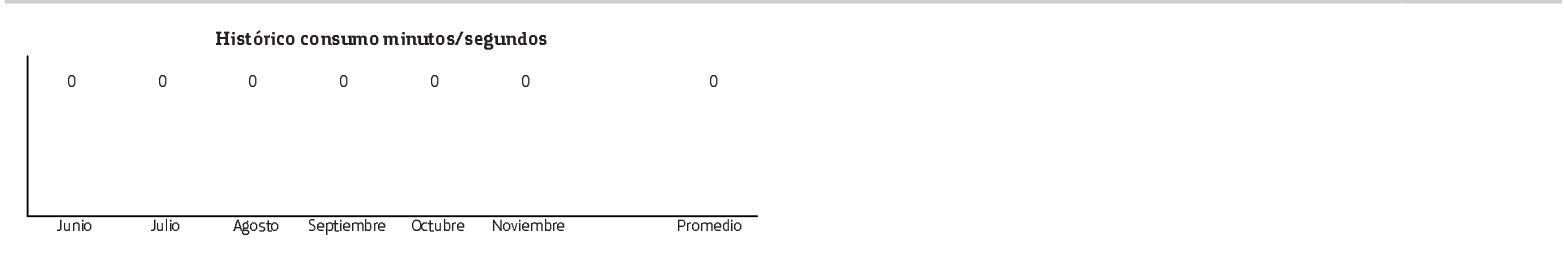 Histórico consumo minutos/segundos
0 0 0 0 0 0 0
Junio Julio Agosto Septiembre Octubre Noviembre Promedio